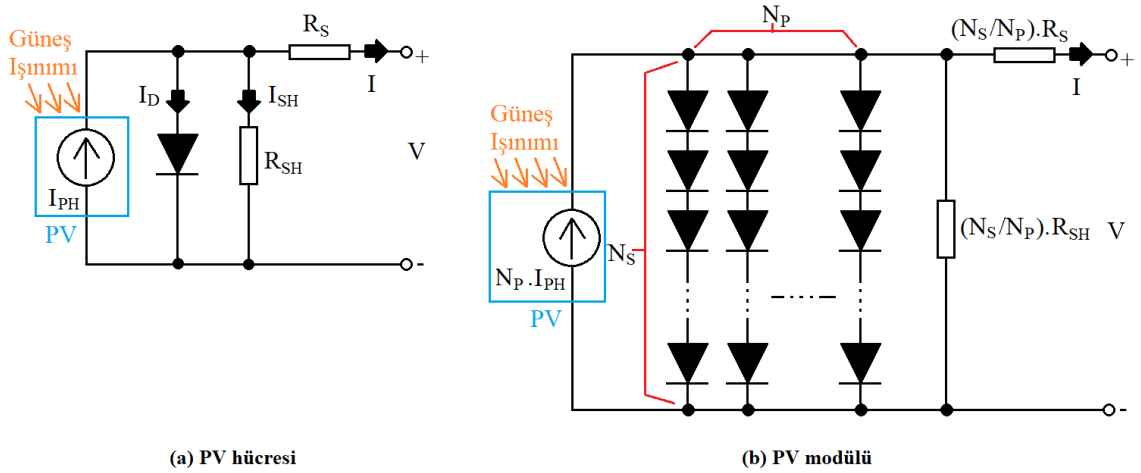 Güneş
Işınımı
I_PH
PV
I_D
I_SH
R_SH
R_S
I
+
V
-
(a) PV hücresi
Güneş
Işınımı
N_P.I_PH
PV
N_S
N_P
(N_S/N_P).R_S
I
+
(N_S/N_P).R_SH
V
-
(b) PV modülü